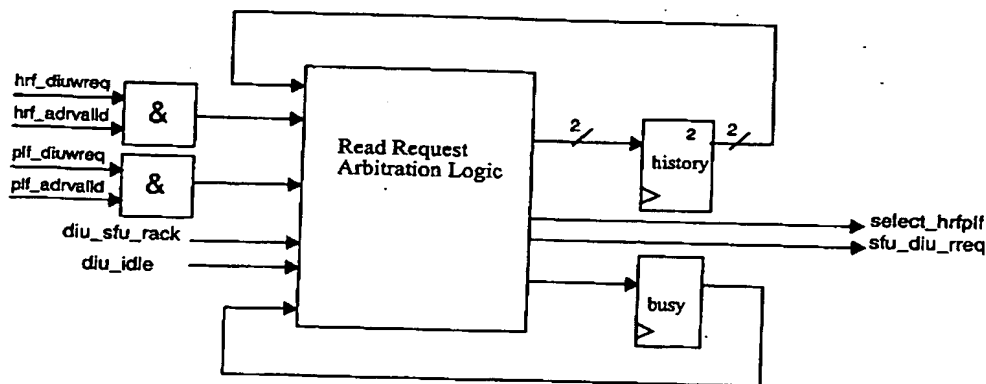 hrf_diuwreq
hrf_adrvalid
&
plf_diuwreq
plf_adrvalid
&
diu_sfu_rack
diu_idle
Read Request
Arbitration Logic
2
2
2
history
select_hrfplf
sfu_diu_rreq
busy